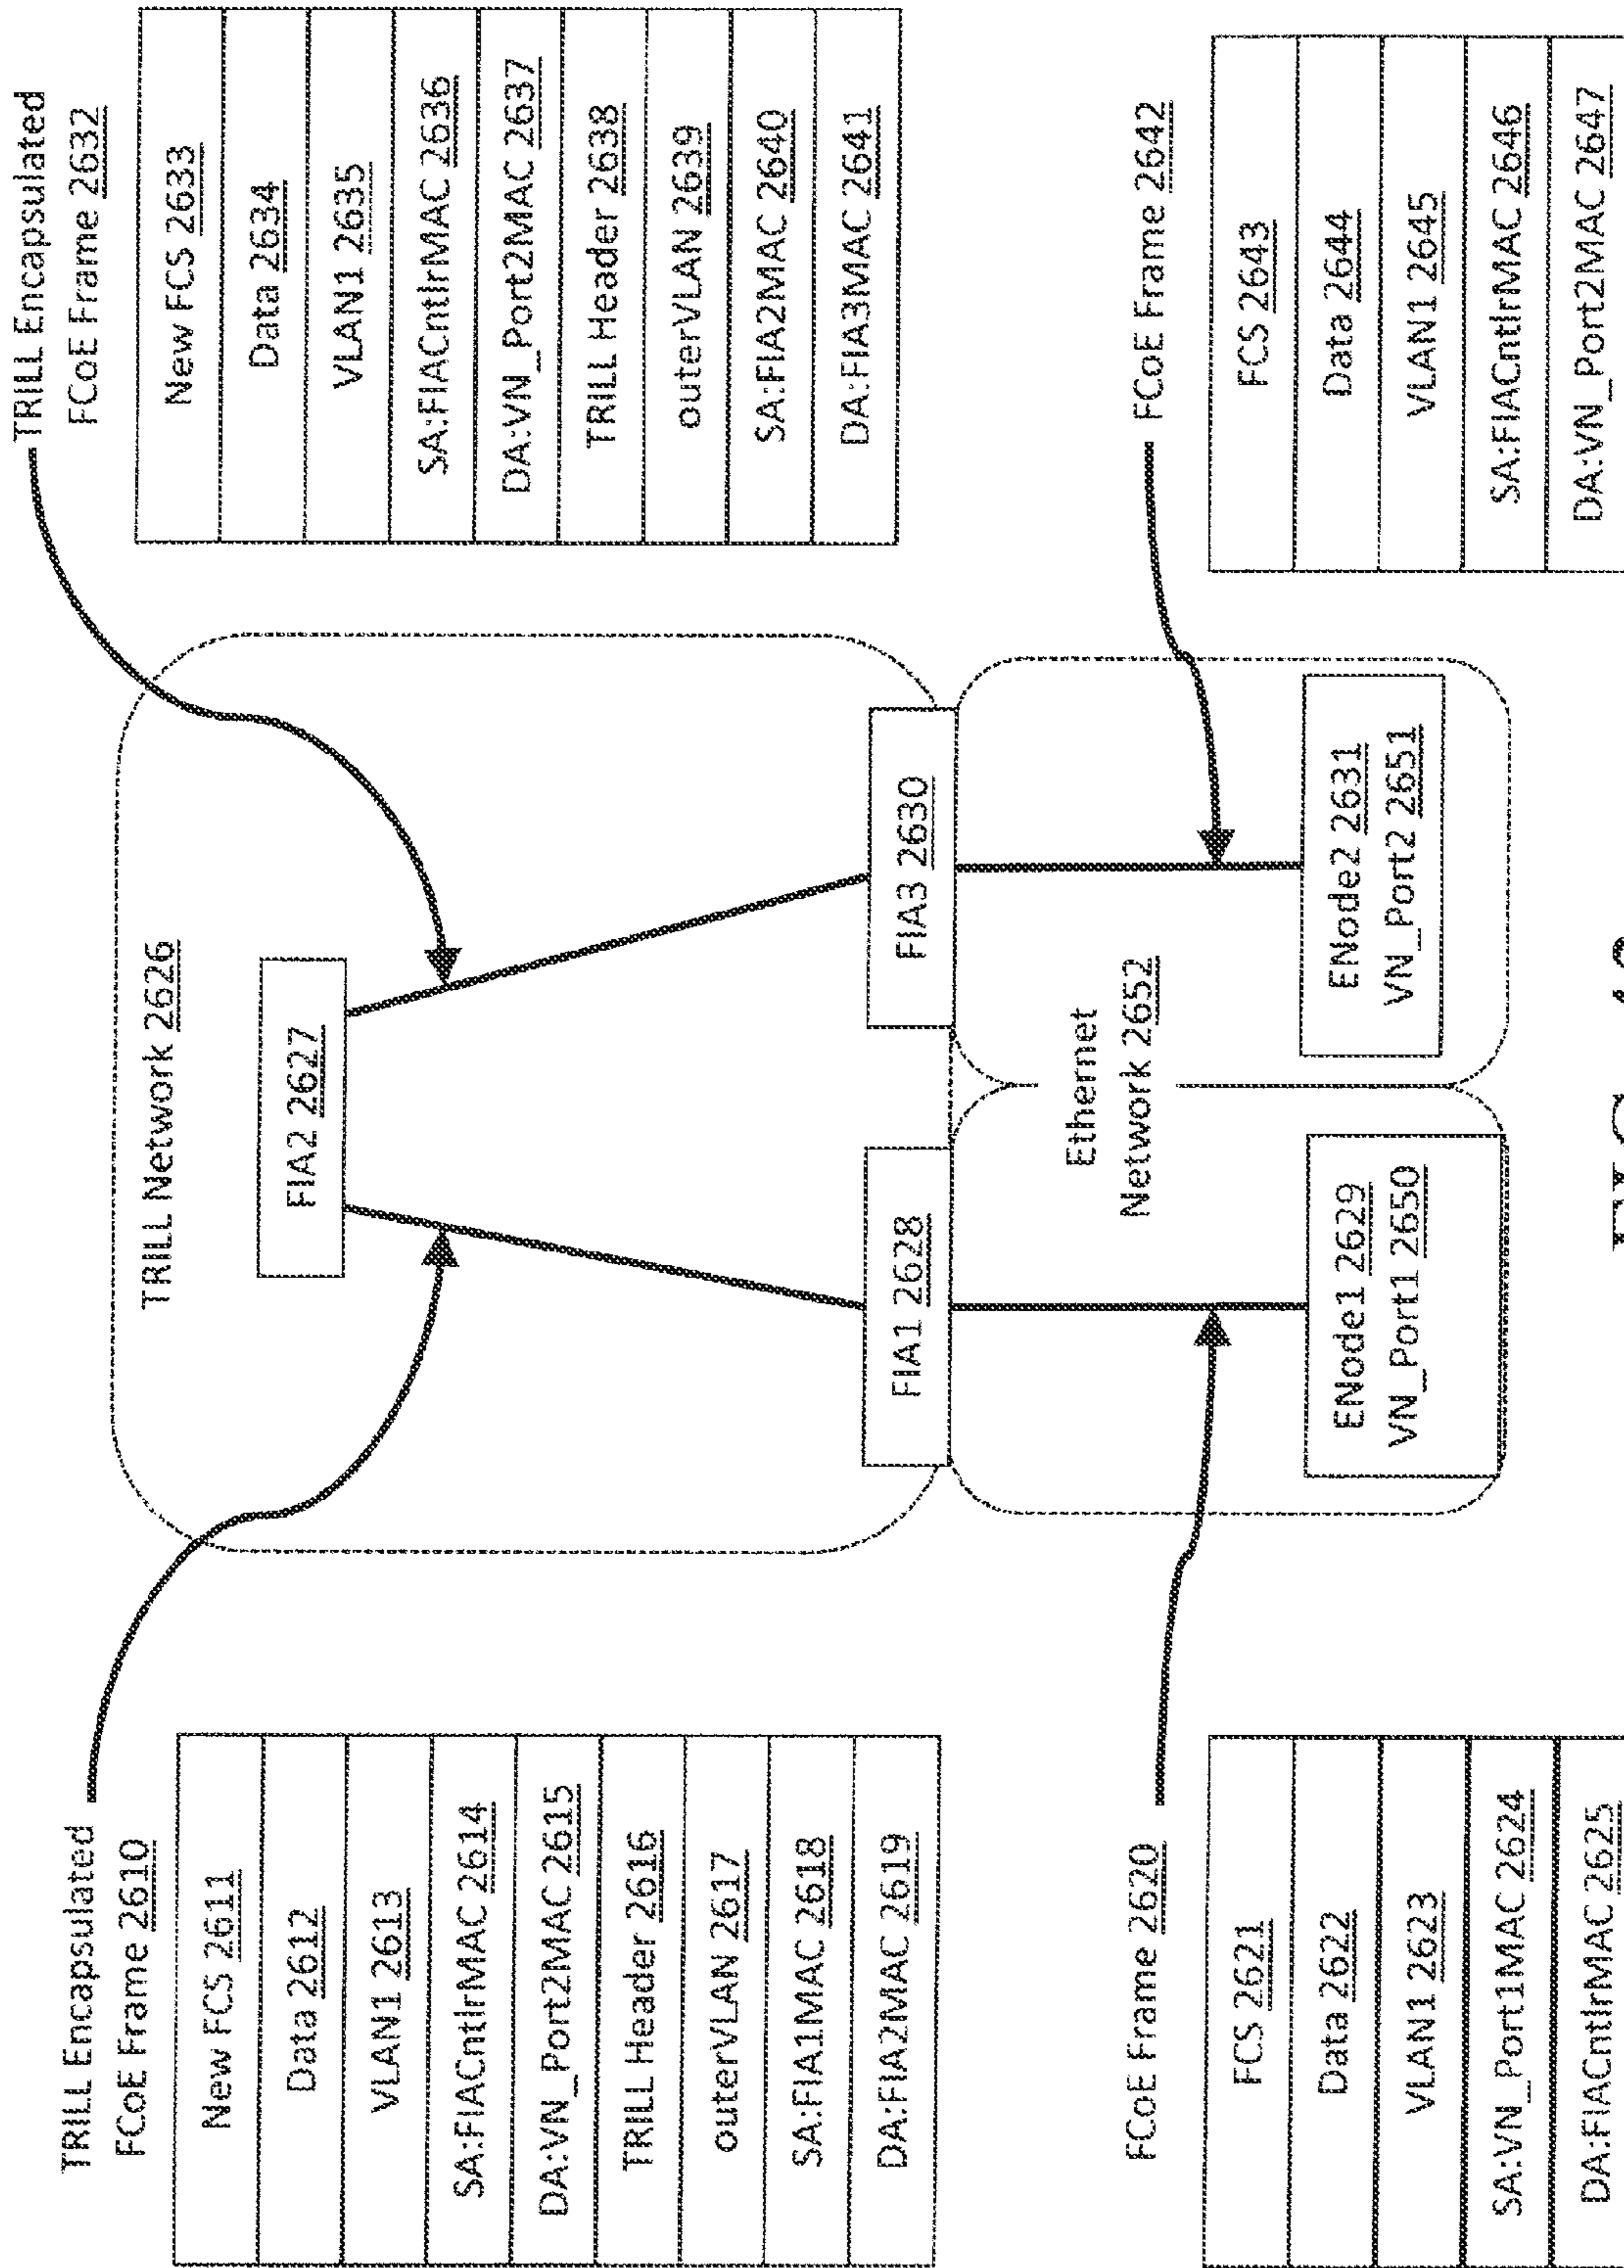 TRILL Encapsulated
FCoE Frame 2610
New FCS 2611
Data 2612
VLAN1 2613
SA:FIACntlrMAC 2614
DA:VN_Port2MAC 2615
TRILL Header 2616
outerVLAN 2617
SA:FIA1MAC 2618
DA:FIA2MAC 2619
FCoE Frame 2620
FCS 2621
Data 2622
VLAN1 2623
SA:VN_Port1MAC 2624
DA:FIACntlrMAC 2625
TRILL Network 2626
FIA2 2627
FIA1 2628
FIA3 2630
Ethernet
Network 2652
ENode1 2629
VN_Port1 2650
ENode2 2631
VN_Port2 2651
TRILL Encapsulated
FCoE Frame 2632
New FCS 2633
Data 2634
VLAN1 2635
SA:FIACntlrMAC 2636
DA:VN_Port2MAC 2637
TRILL Header 2638
outerVLAN 2639
SA:FIA2MAC 2640
DA:FIA3MAC 2641
FCoE Frame 2642
FCS 2643
Data 2644
VLAN1 2645
SA:FIACntlrMAC 2646
DA:VN_Port2MAC 2647